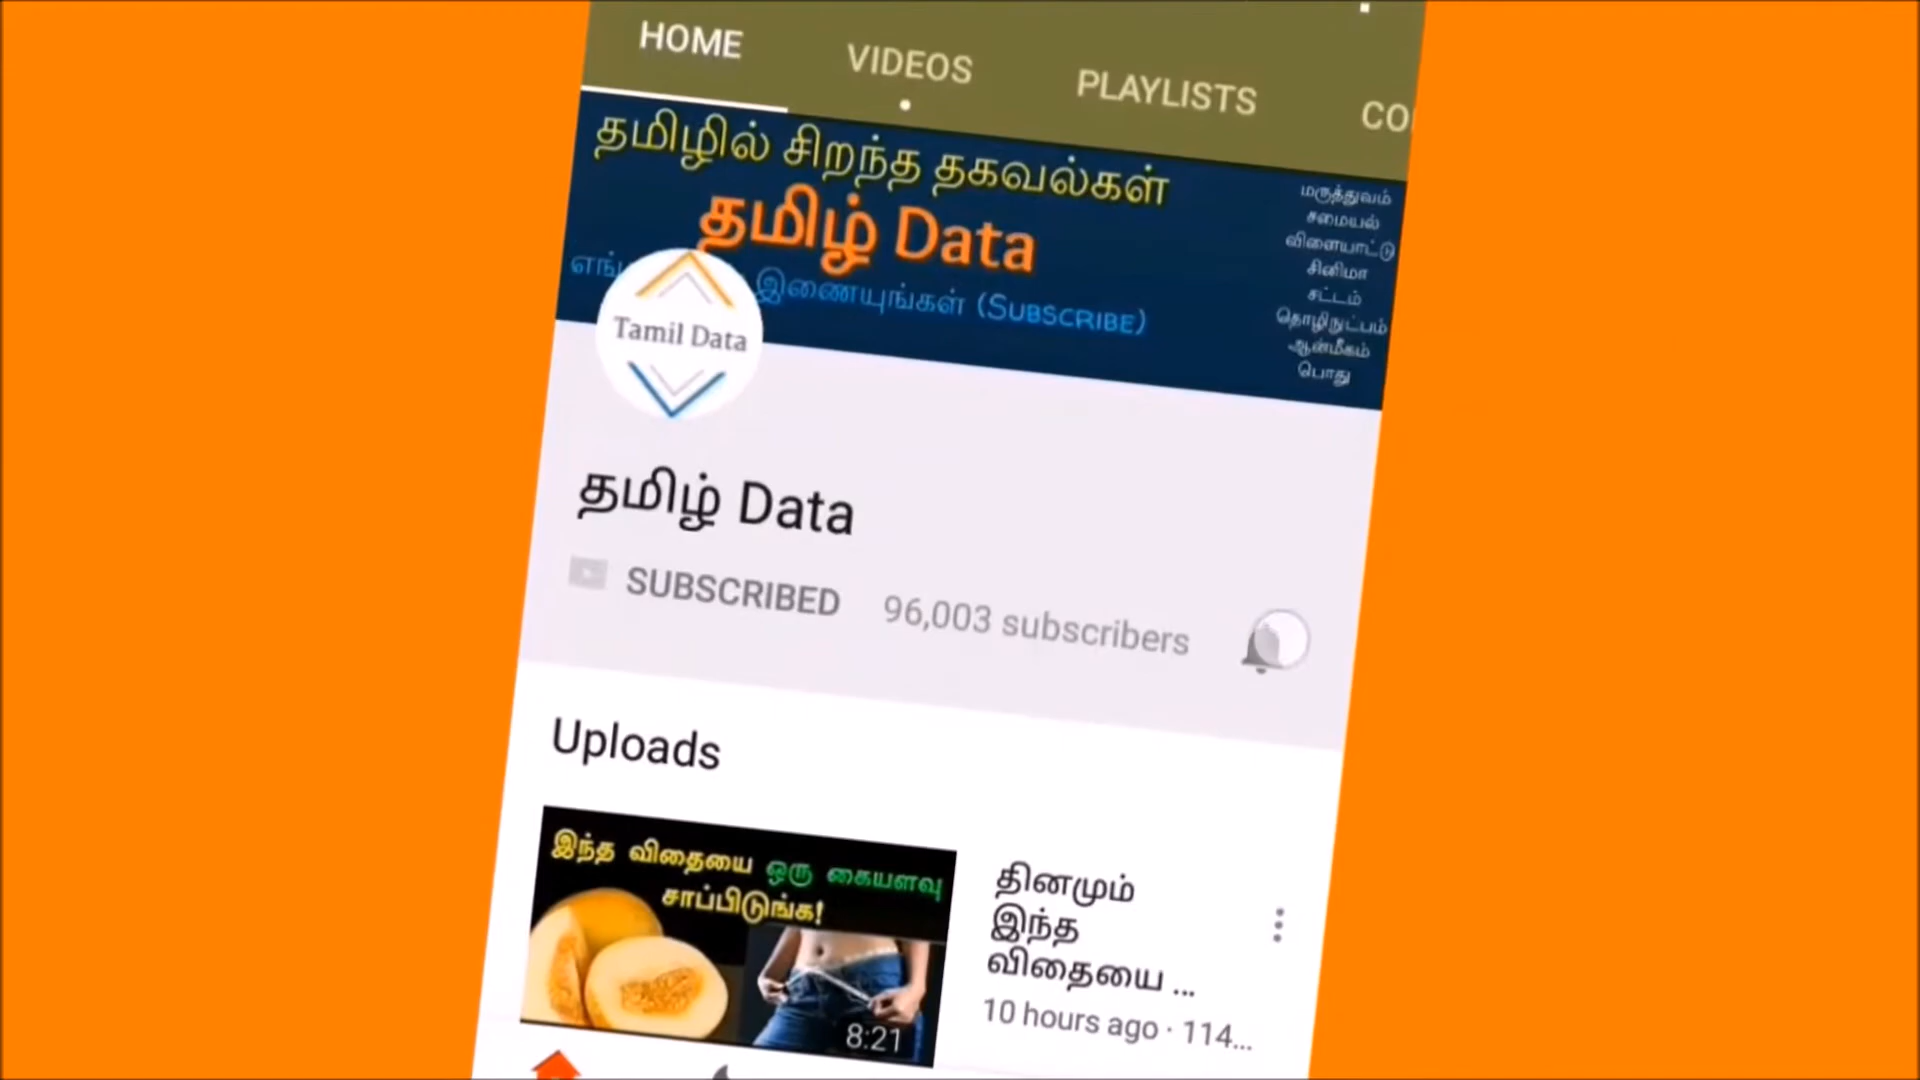 HOME
VIDEOS
PLAYLISTS
தமிழில் சிறந்த தகவல்கள்
தமிழ் Data
இணையுங்கள் (SUBSCRIBE)
மருத்துவம்
சமையல்
விளையாட்டு
சினிமா
சட்டம்
தொழிநுட்பம்
ஆன்மீகம்
பொது
Tamil Data
தமிழ் Data
SUBSCRIBED 96,003 subscribers
Uploads
இந்த விதையை ஒரு கையளவு
சாப்பிடுங்க!
8:21
தினமும்
இந்த
விதையை ...
10 hours ago · 114...